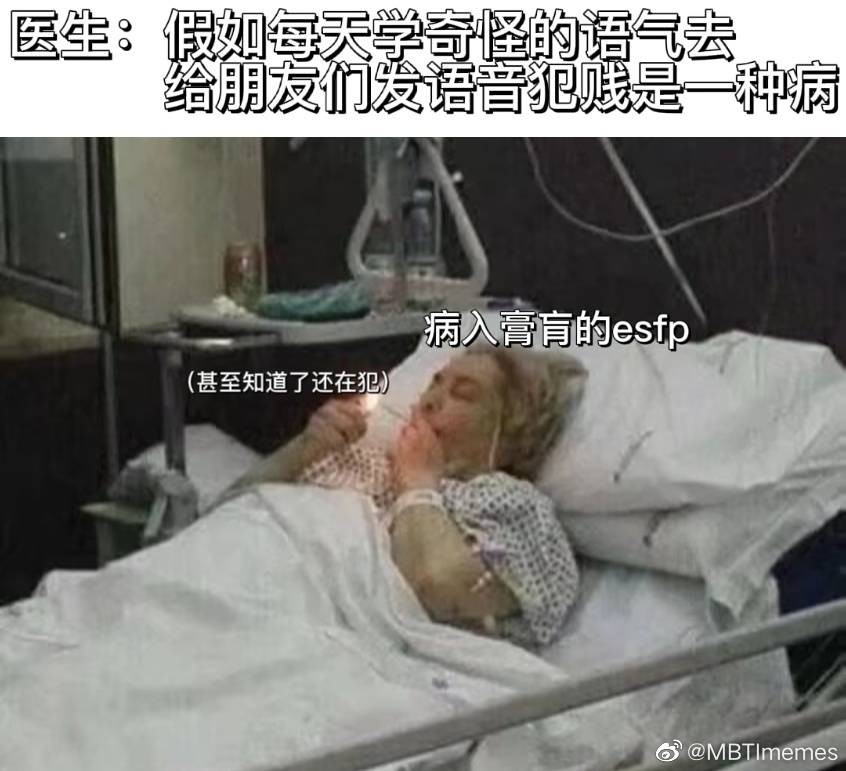 医生：假如每天学奇怪的语气去
给朋友们发语音犯贱是一种病
病入膏肓的esfp
（甚至知道了还在犯）
@MBTImemes